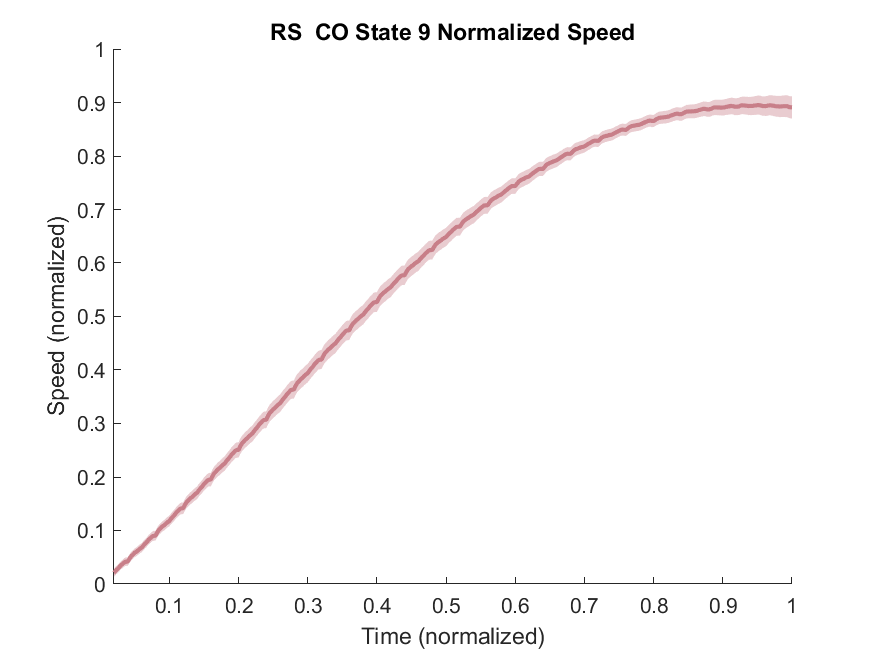 RS  CO State 9 Normalized Speed
1
0.9
0.8
0.7
0.6
0.5
0.4
0.3
0.2
0.1
0
Speed (normalized)
0.1 0.2 0.3 0.4 0.5 0.6 0.7 0.8 0.9 1
Time (normalized)